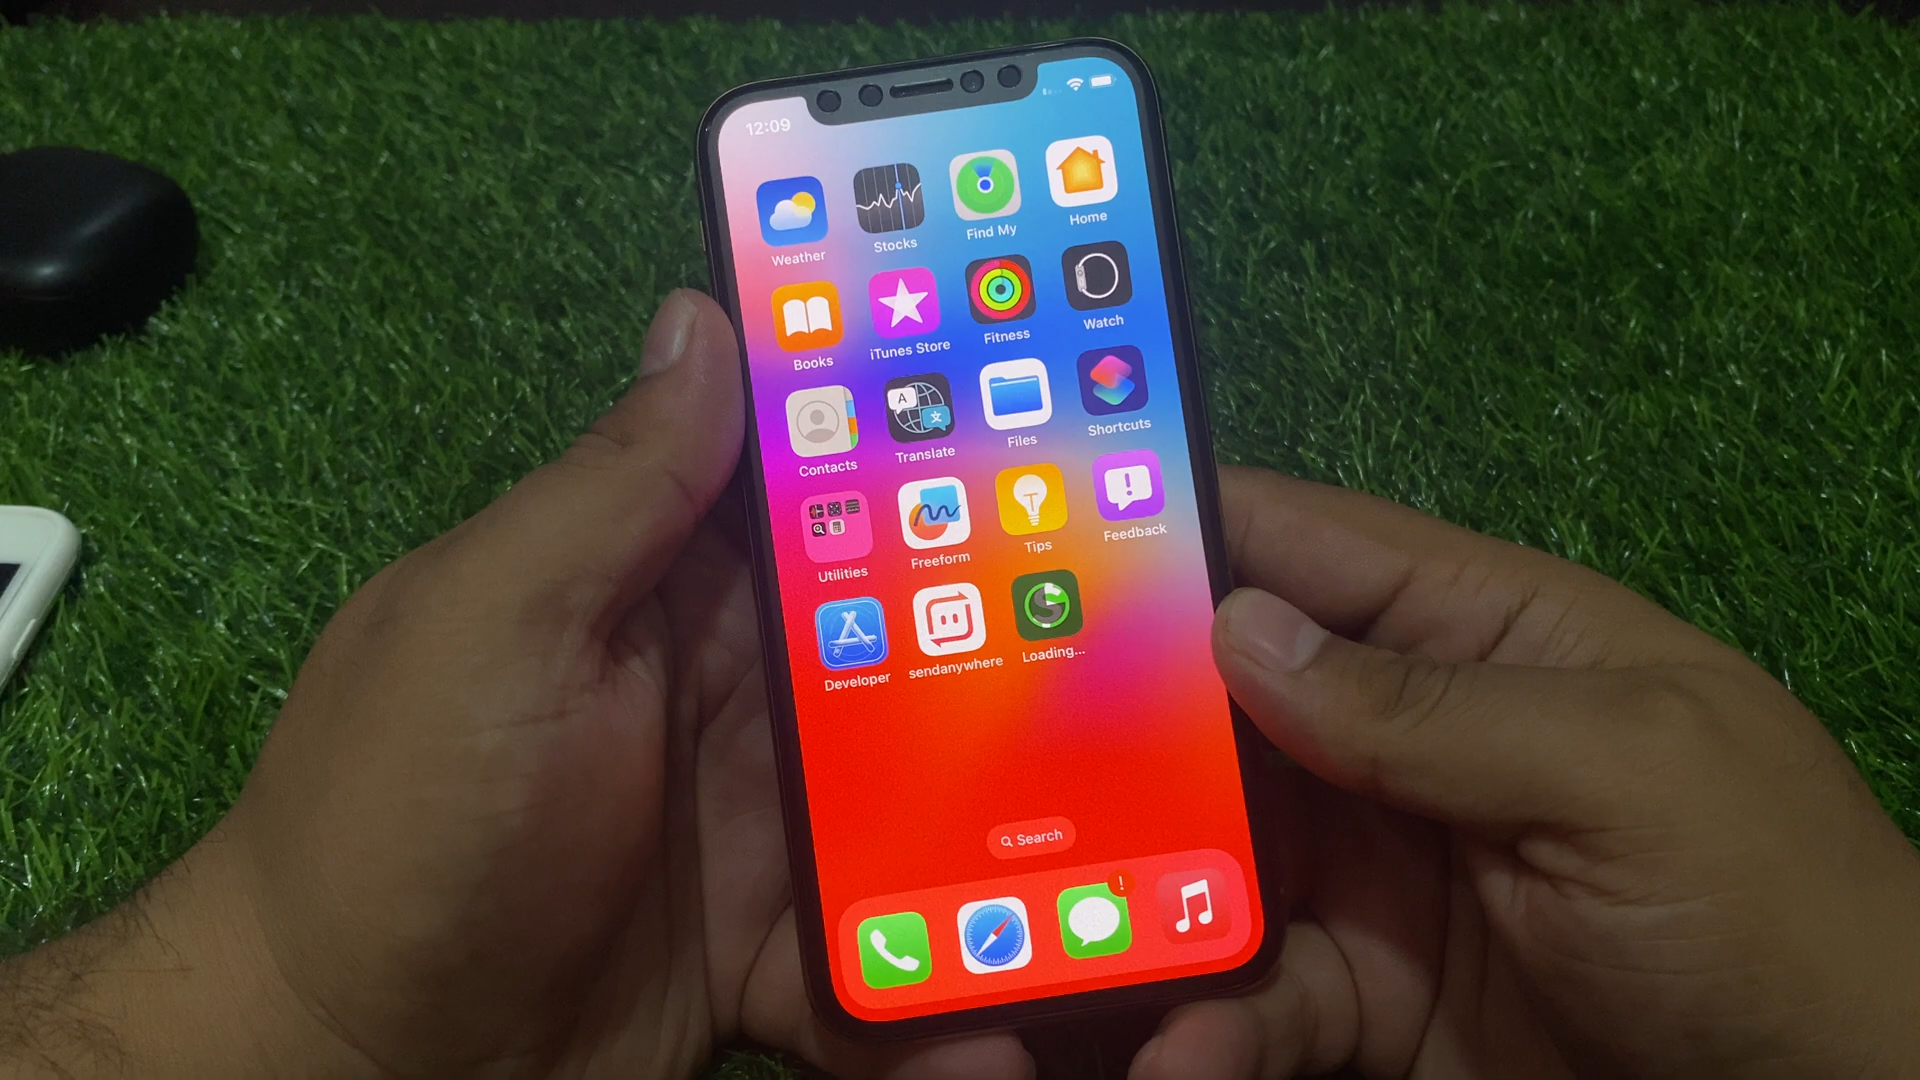 12:09
Weather Stocks Find My Home
Books iTunes Store Fitness Watch
Contacts Translate Files Shortcuts
Utilities Freeform Tips Feedback
Developer sendanywhere Loading...
Search